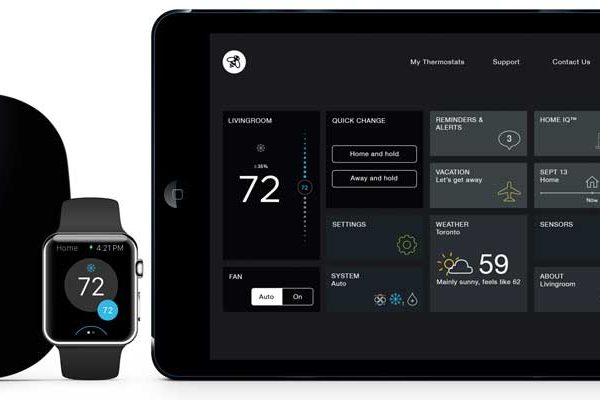 My Thermostats Support Contact Us
LIVINGROOM
35%
72
72
QUICK CHANGE
Home and hold
Away and hold
REMINDERS &
ALERTS
3
HOME IQ™
VACATION
Let's get away
SEPT 13
Home
Now
SETTINGS
WEATHER
Toronto
59
Mainly sunny, feels like 62
SENSORS
FAN
Auto On
SYSTEM
Auto
ABOUT
Livingroom
Home 4:21 PM
72
72